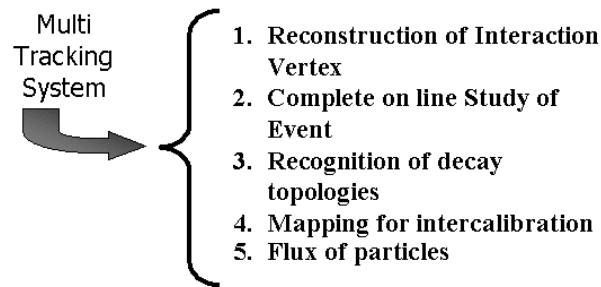 Multi
Tracking
System
1. Reconstruction of Interaction
Vertex
2. Complete on line Study of
Event
3. Recognition of decay
topologies
4. Mapping for intercalibration
5. Flux of particles